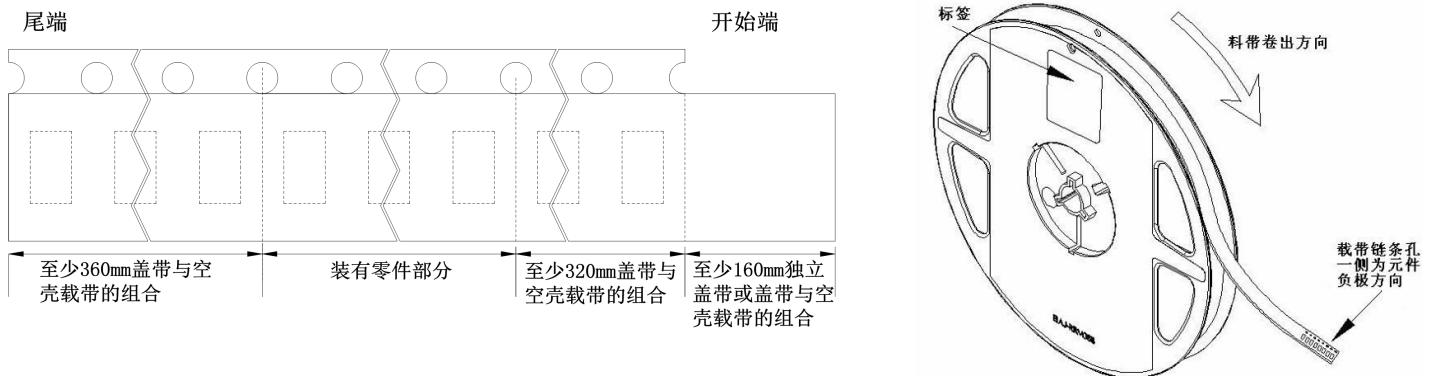 尾端
开始端
至少360mm盖带与空
壳载带的组合
装有零件部分
至少320mm盖带与
空壳载带的组合
至少160mm独立
盖带或盖带与空
壳载带的组合
标签
料带卷出方向
载带链条孔
一侧为元件
负极方向